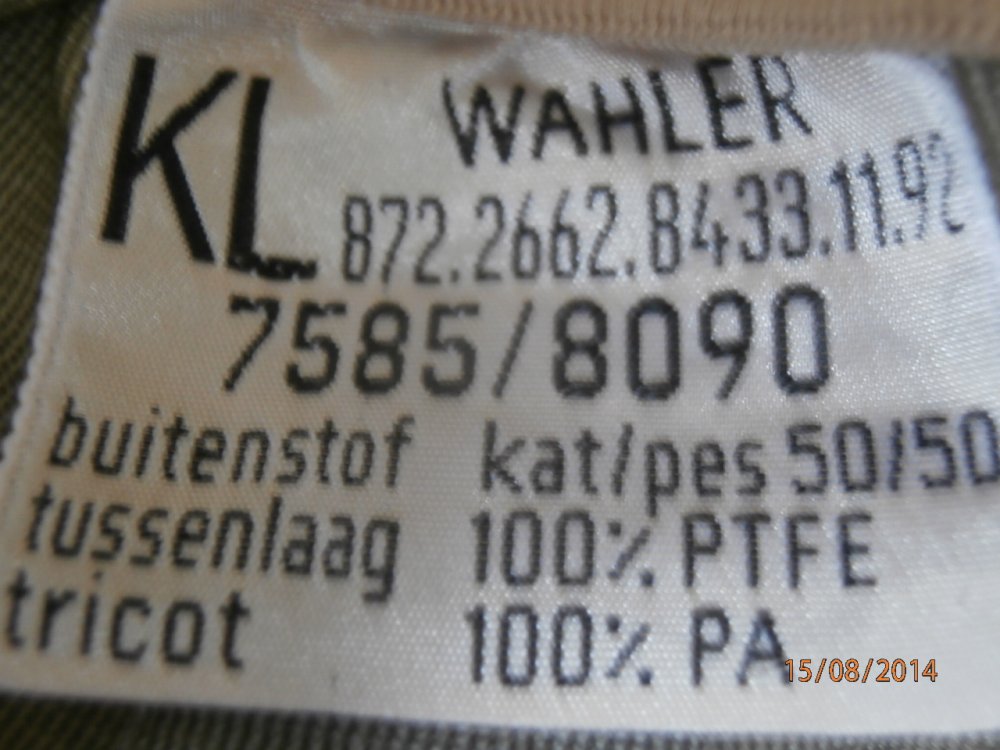 KL WAHLER
872.2662.8433.11.92
7585/8090
buitenstof kat/pes 50/50
tussenlaag 100% PTFE
tricot 100% PA
15/08/2014